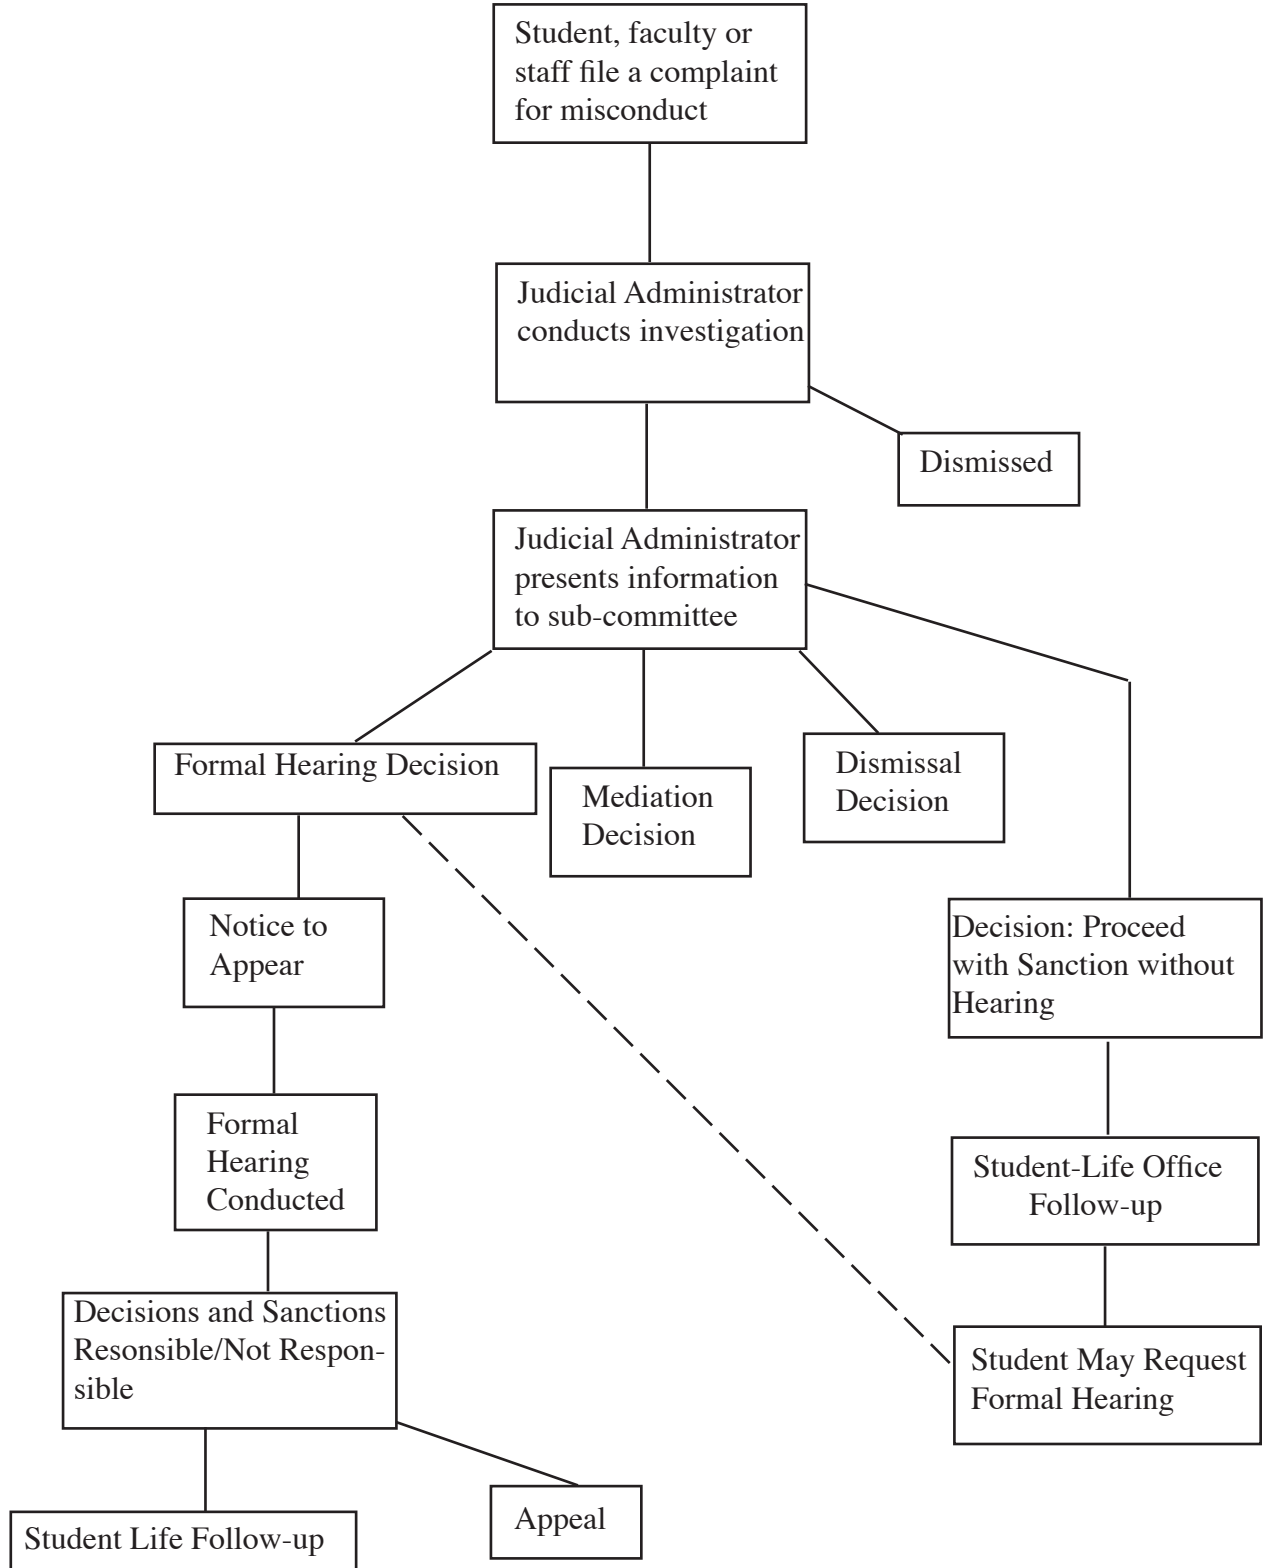 Student, faculty or
staff file a complaint
for misconduct
Judicial Administrator
conducts investigation
Dismissed
Judicial Administrator
presents information
to sub-committee
Formal Hearing Decision
Mediation
Decision
Dismissal
Decision
Notice to
Appear
Decision: Proceed
with Sanction without
Hearing
Formal
Hearing
Conducted
Student-Life Office
Follow-up
Decisions and Sanctions
Resonsible/Not Respon-
sible
Student May Request
Formal Hearing
Appeal
Student Life Follow-up